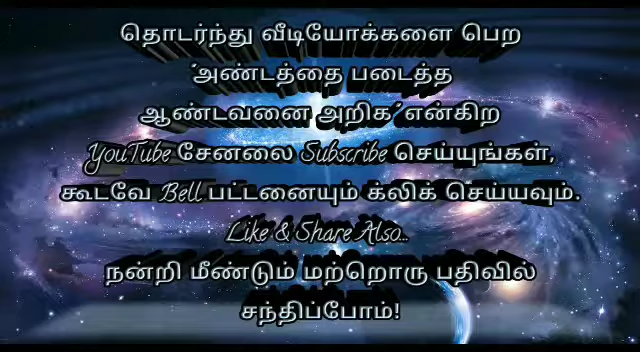 தொடர்ந்து வீடியோக்களை பெற
"அண்டத்தை படைத்த
ஆண்டவனை அறிக" என்கிற
YouTube சேனலை Subscribe செய்யுங்கள்,
கூடவே Bell பட்டனையும் க்லிக் செய்யவும்.
Like & Share Also...
நன்றி மீண்டும் மற்றொரு பதிவில்
சந்திப்போம்!